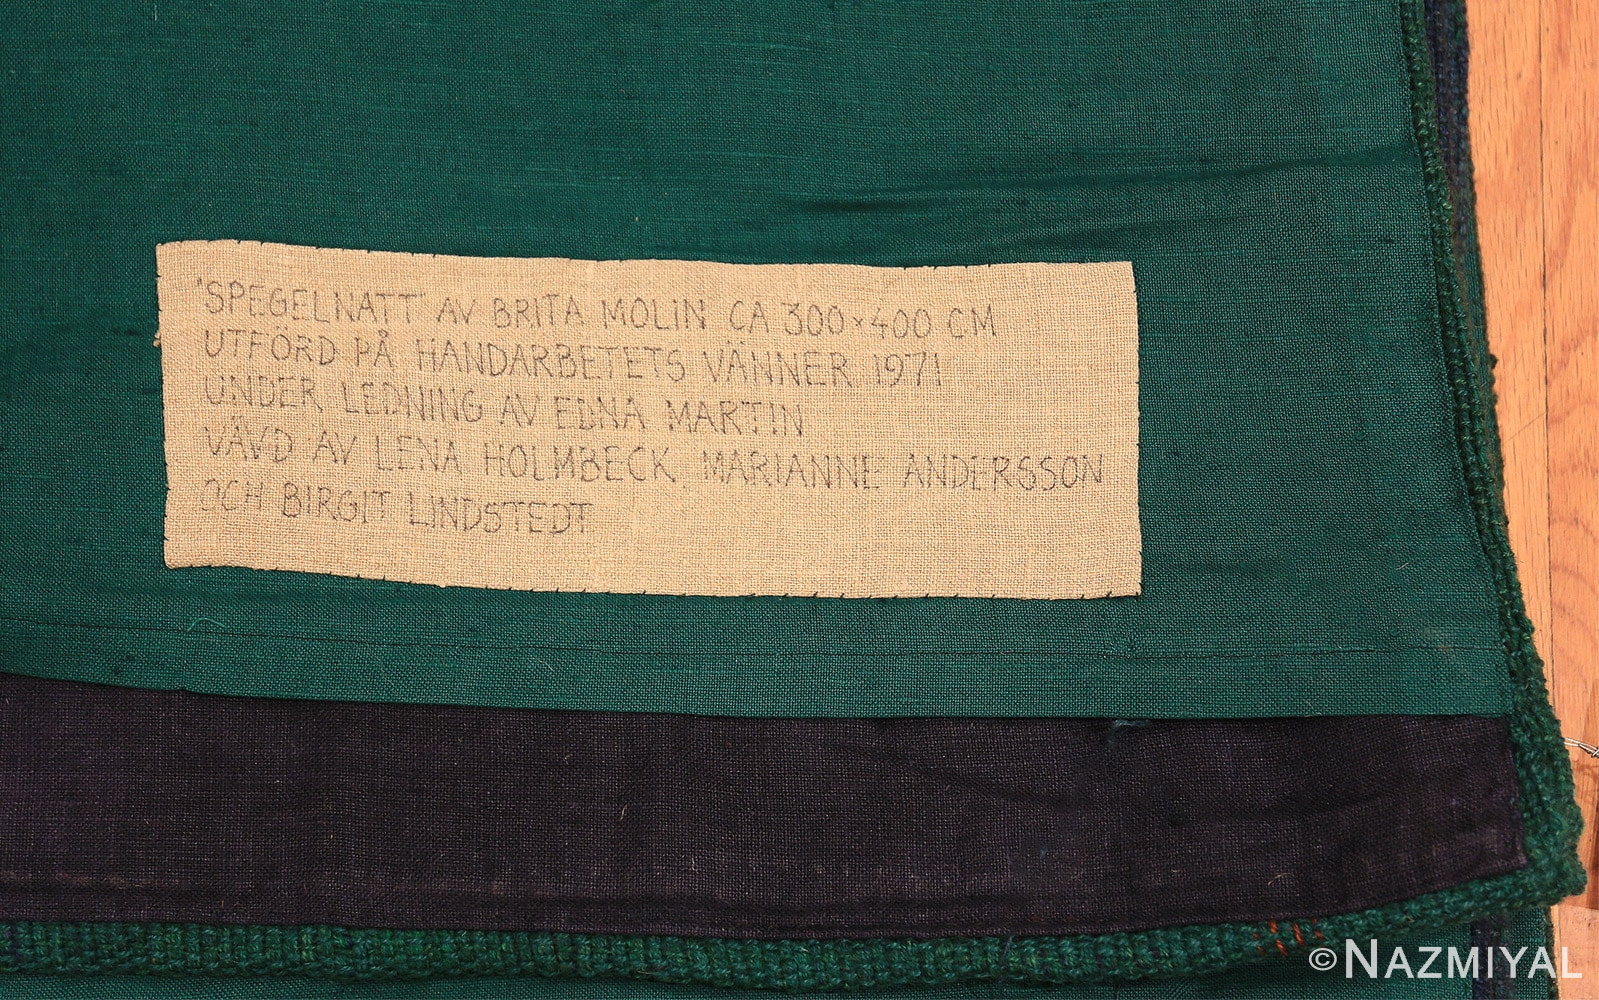 "SPEGELNATT" AV BRITA MOLIN CA 300×400 CM
UTFÖRD PÅ HANDARBETETS VÄNNER 1971
UNDER LEDNING AV EDNA MARTIN
VÄVD AV LENA HOLMBECK, MARIANNE ANDERSSON
OCH BIRGIT LINDSTEDT
©NAZMIYAL